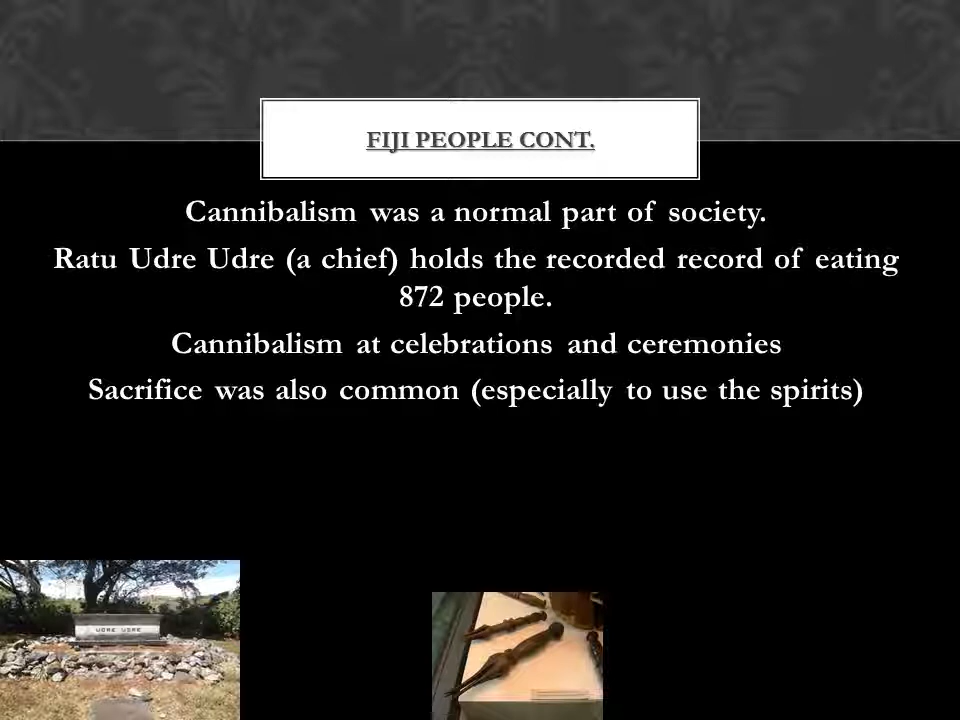 FIJI PEOPLE CONT.
Cannibalism was a normal part of society.
Ratu Udre Udre (a chief) holds the recorded record of eating
872 people.
Cannibalism at celebrations and ceremonies
Sacrifice was also common (especially to use the spirits)
UDRE UDRE